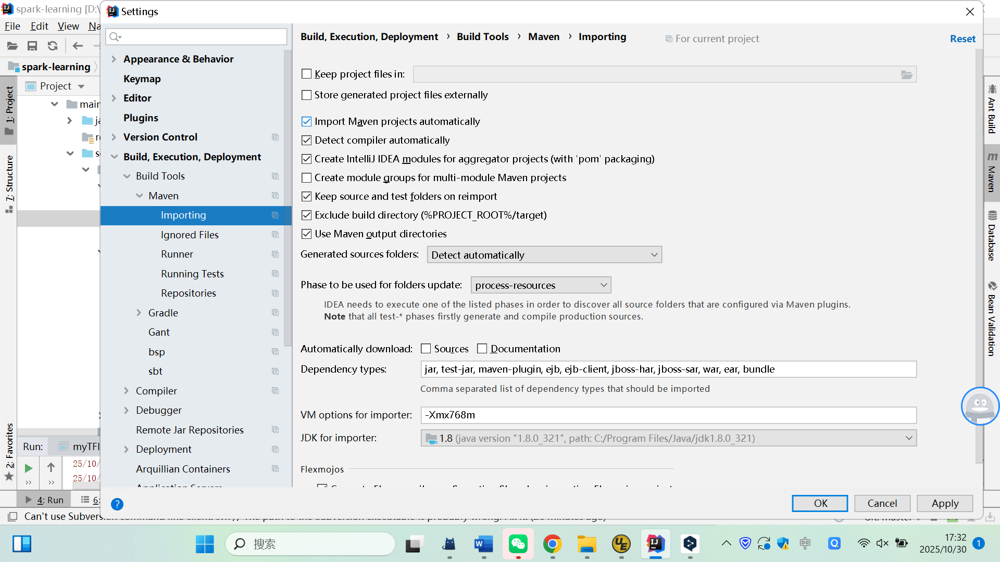 spark-learning [D:\
File Edit View Na
spark-learning
Project
main
ja
re
1: Project
7: Structure
2: Favorites
Run: myTFI
25/10/
25/10/
4: Run 6:
Can't use Subversion command line client: svn
Settings
Appearance & Behavior
Keymap
Editor
Plugins
Version Control
Build, Execution, Deployment
Build Tools
Maven
Importing
Ignored Files
Runner
Running Tests
Repositories
Gradle
Gant
bsp
sbt
Compiler
Debugger
Remote Jar Repositories
Deployment
Arquillian Containers
Application Servers
Build, Execution, Deployment › Build Tools › Maven › Importing For current project Reset
Keep project files in:
Store generated project files externally
Import Maven projects automatically
Detect compiler automatically
Create IntelliJ IDEA modules for aggregator projects (with 'pom' packaging)
Create module groups for multi-module Maven projects
Keep source and test folders on reimport
Exclude build directory (%PROJECT_ROOT%/target)
Use Maven output directories
Generated sources folders: Detect automatically
Phase to be used for folders update: process-resources
IDEA needs to execute one of the listed phases in order to discover all source folders that are configured via Maven plugins.
Note that all test-* phases firstly generate and compile production sources.
Automatically download: Sources Documentation
Dependency types: jar, test-jar, maven-plugin, ejb, ejb-client, jboss-har, jboss-sar, war, ear, bundle
Comma separated list of dependency types that should be imported
VM options for importer: -Xmx768m
JDK for importer: 1.8 (java version "1.8.0_321", path: C:/Program Files/Java/jdk1.8.0_321)
Flexmojos
OK Cancel Apply
Ant Build
Maven
Database
Bean Validation
搜索
中
17:32
2025/10/30
1